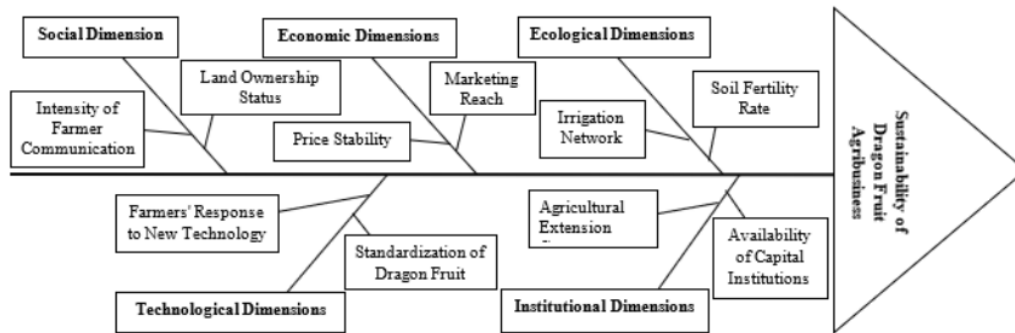 Social Dimension
Economic Dimensions
Ecological Dimensions
Land Ownership
Status
Marketing
Reach
Soil Fertility
Rate
Intensity of
Farmer
Communication
Price Stability
Irrigation
Network
Sustainability of
Dragon Fruit
Agribusiness
Farmers' Response
to New Technology
Agricultural
Extension
Standardization of
Dragon Fruit
Availability
of Capital
Institutions
Technological Dimensions
Institutional Dimensions